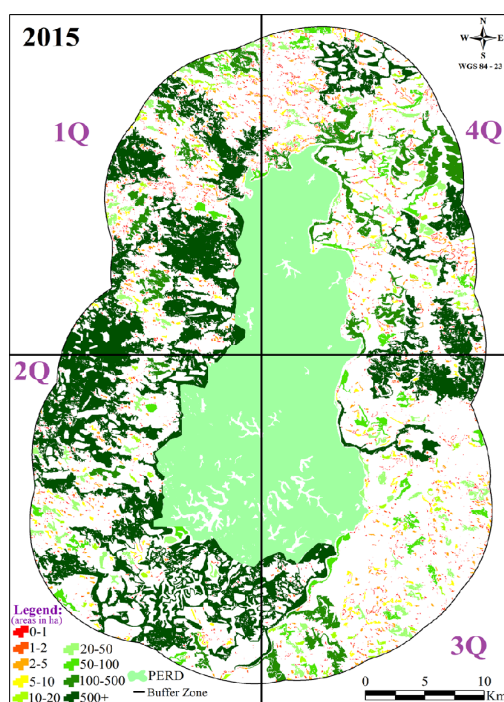 2015
N
W E
S
WGS 84 - 23
1Q
4Q
2Q
3Q
Legend:
(areas in ha)
0-1
1-2
2-5
5-10
10-20
20-50
50-100
100-500
500+
PERD
Buffer Zone
0 5 10
Km